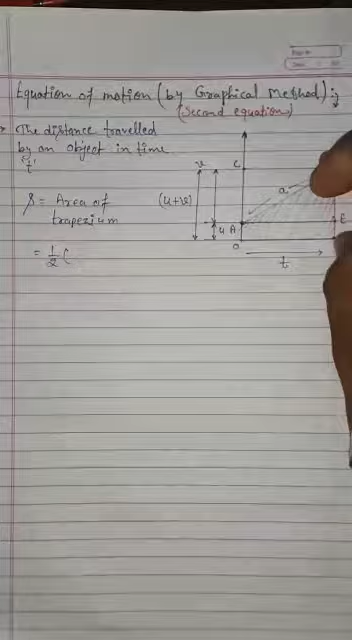 Equation of motion (by Graphical Method):
(Second equation)
The distance travelled
by an object in time
't'
S = Area of
trapezium
= 1/2 (
v
C
(u+v)
a
u
A
E
O
t